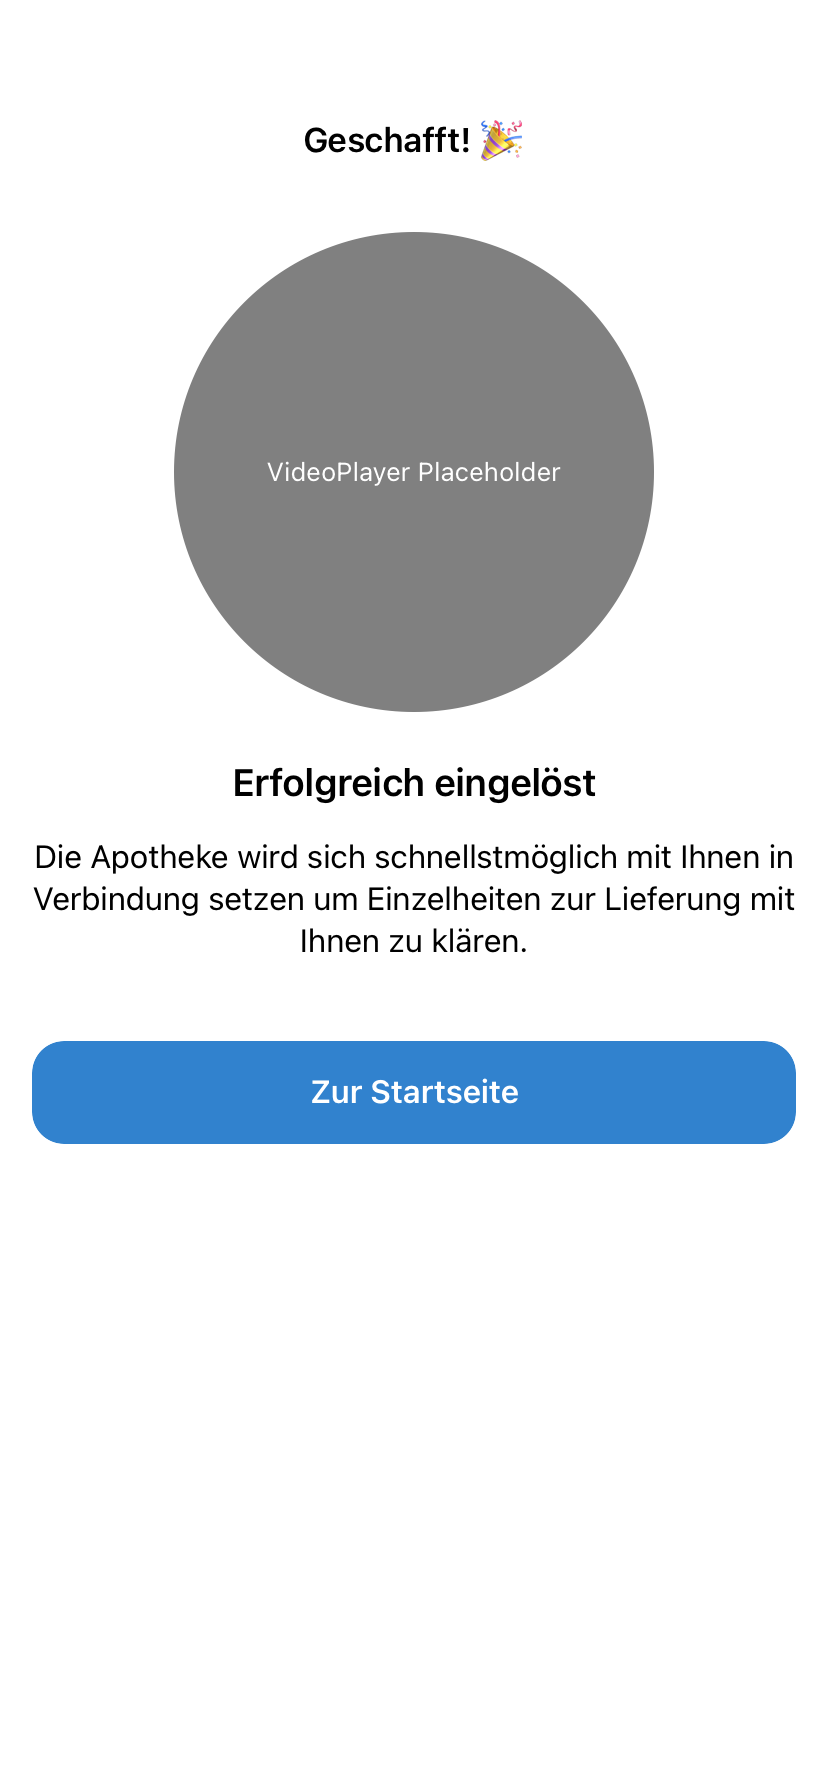 Geschafft! 🎉
VideoPlayer Placeholder
Erfolgreich eingelöst
Die Apotheke wird sich schnellstmöglich mit Ihnen in
Verbindung setzen um Einzelheiten zur Lieferung mit
Ihnen zu klären.
Zur Startseite